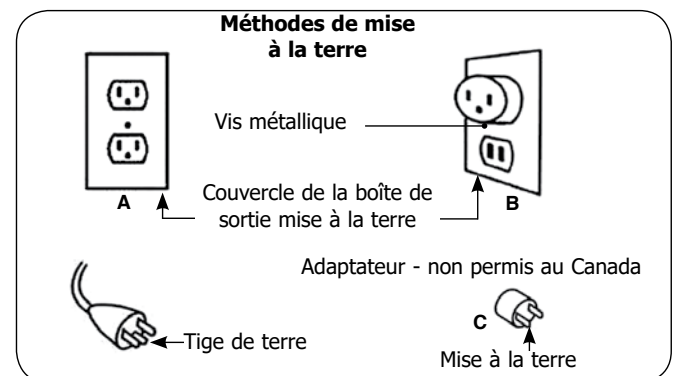 Méthodes de mise
à la terre
Vis métallique
A
B
Couvercle de la boîte de
sortie mise à la terre
Adaptateur - non permis au Canada
Tige de terre
C
Mise à la terre